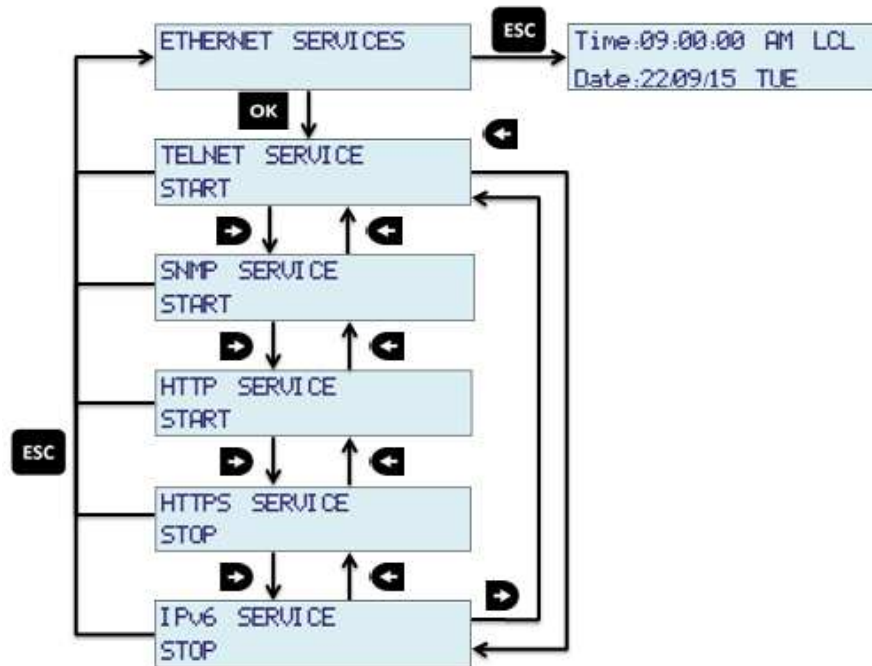 ETHERNET SERVICES
ESC
Time:09:00:00 AM LCL
Date:22/09/15 TUE
OK
TELNET SERVICE
START
SNMP SERVICE
START
HTTP SERVICE
START
ESC
HTTPS SERVICE
STOP
IPv6 SERVICE
STOP